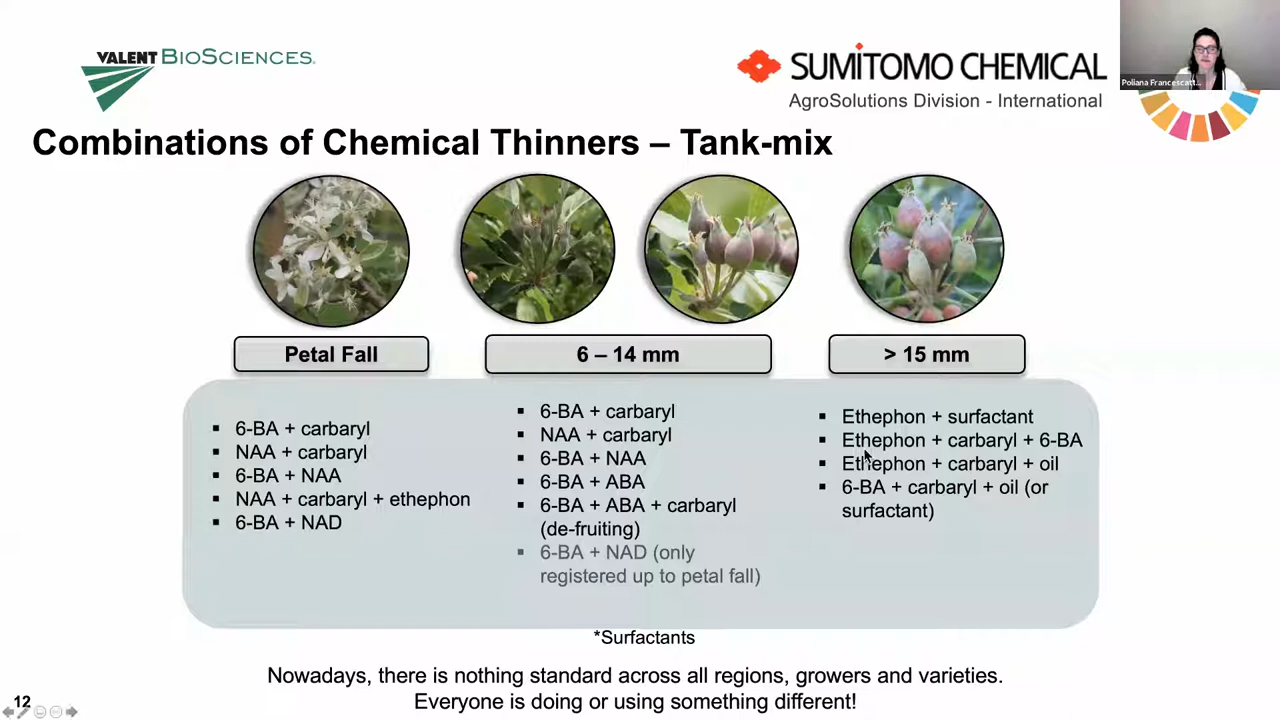 VALENT BIOSCIENCES.
SUMITOMO CHEMICAL
AgroSolutions Division - International
Poliana Francescatt...
Combinations of Chemical Thinners – Tank-mix
Petal Fall
6 – 14 mm
> 15 mm
▪ 6-BA + carbaryl
▪ NAA + carbaryl
▪ 6-BA + NAA
▪ NAA + carbaryl + ethephon
▪ 6-BA + NAD
▪ 6-BA + carbaryl
▪ NAA + carbaryl
▪ 6-BA + NAA
▪ 6-BA + ABA
▪ 6-BA + ABA + carbaryl
(de-fruiting)
▪ 6-BA + NAD (only
registered up to petal fall)
▪ Ethephon + surfactant
▪ Ethephon + carbaryl + 6-BA
▪ Ethephon + carbaryl + oil
▪ 6-BA + carbaryl + oil (or
surfactant)
*Surfactants
Nowadays, there is nothing standard across all regions, growers and varieties.
Everyone is doing or using something different!
12